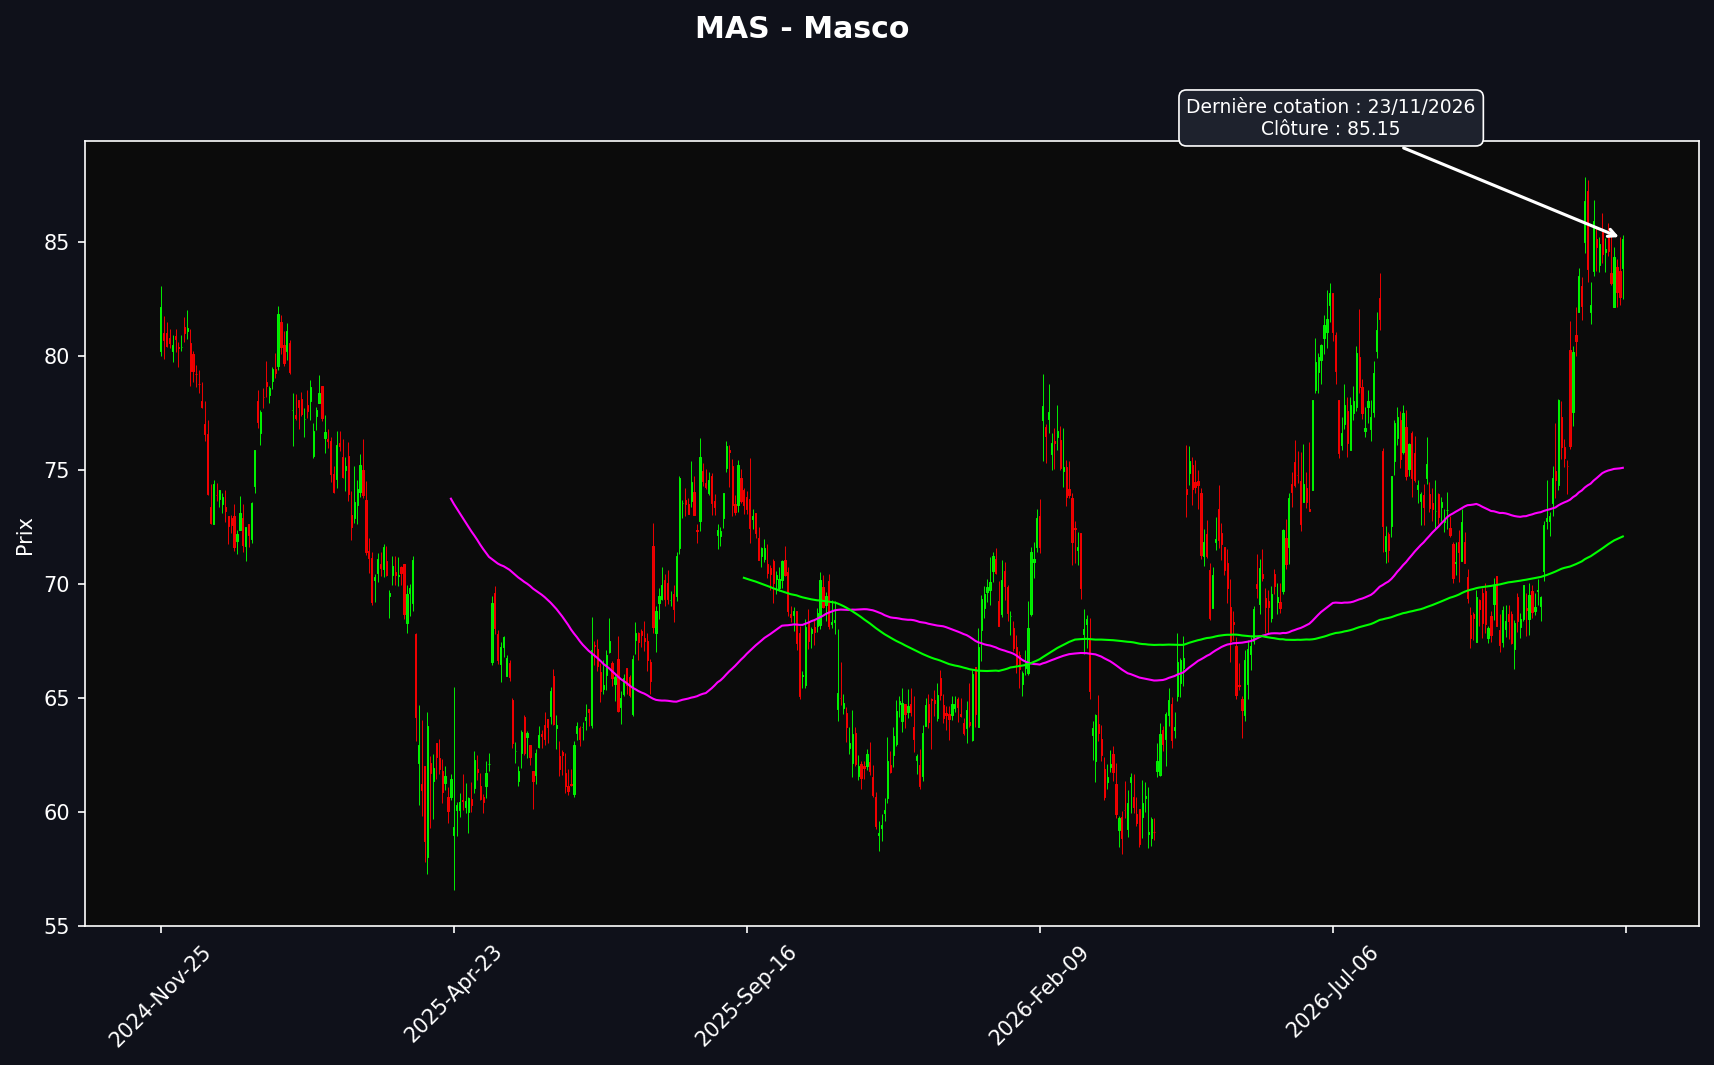 MAS - Masco
Dernière cotation : 23/11/2026
Clôture : 85.15
Prix
85
80
75
70
65
60
55
2024-Nov-25
2025-Apr-23
2025-Sep-16
2026-Feb-09
2026-Jul-06